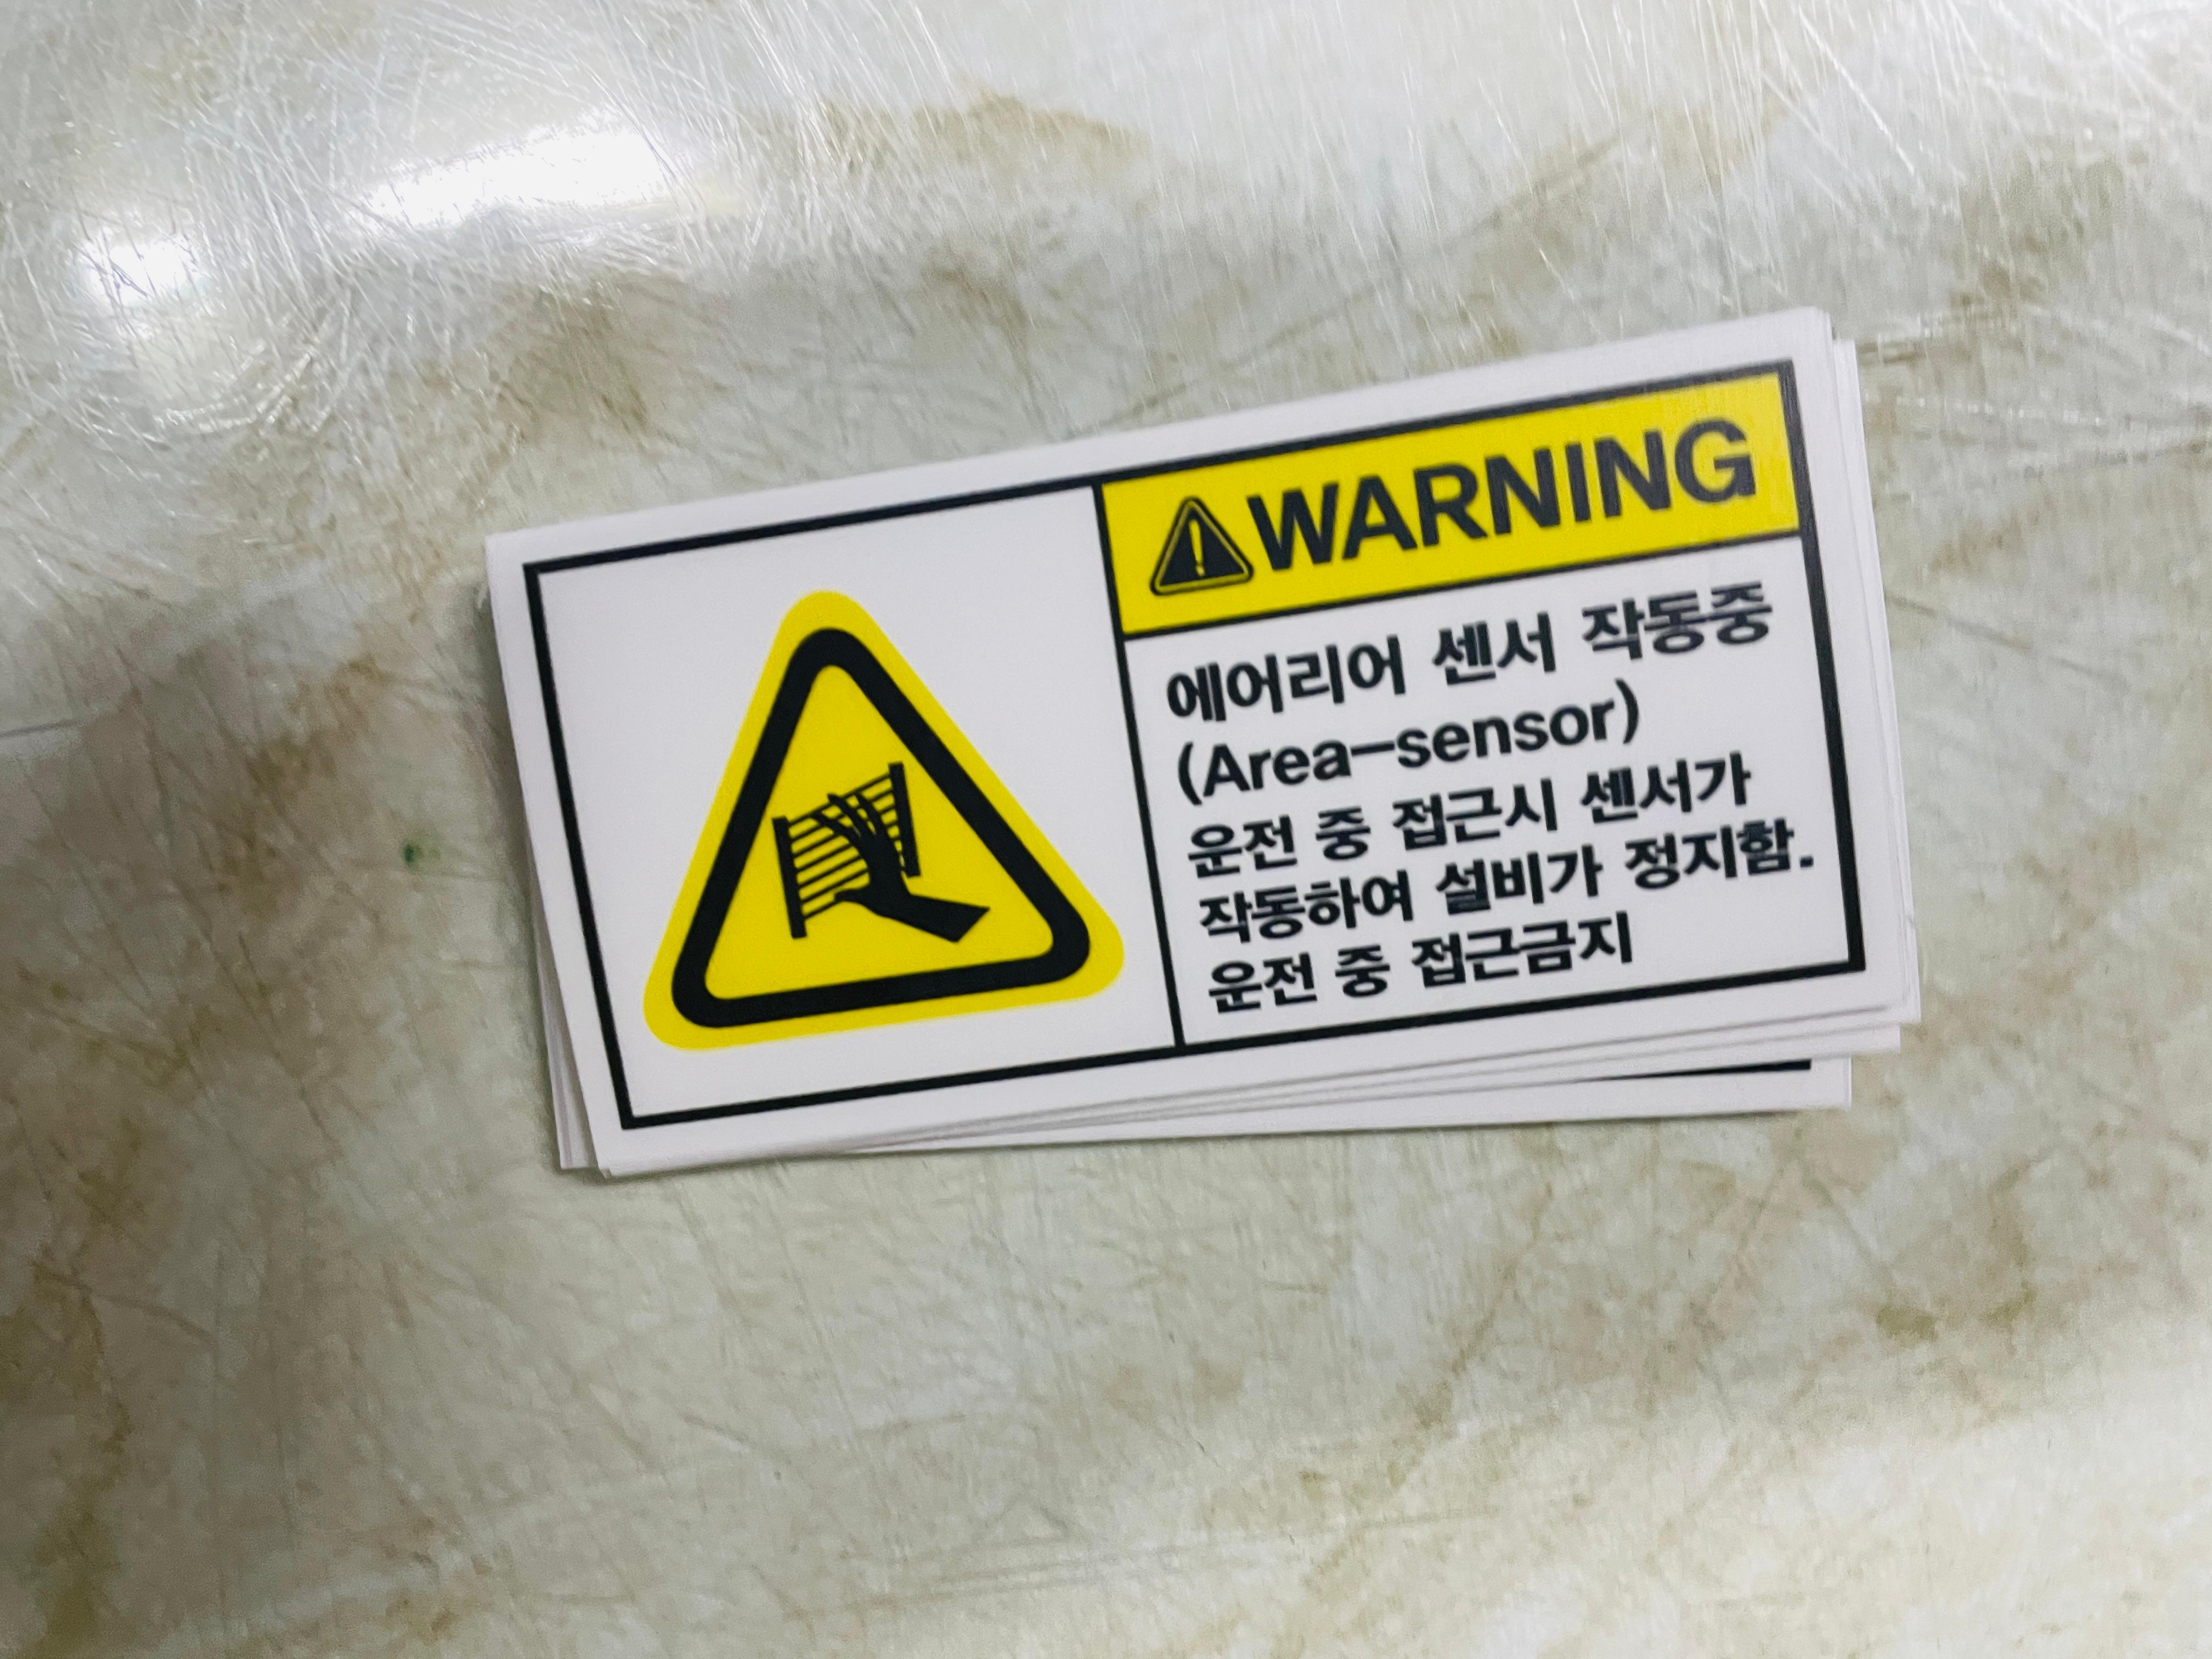 WARNING
에어리어 센서 작동중
(Area-sensor)
운전 중 접근시 센서가
작동하여 설비가 정지함.
운전 중 접근금지